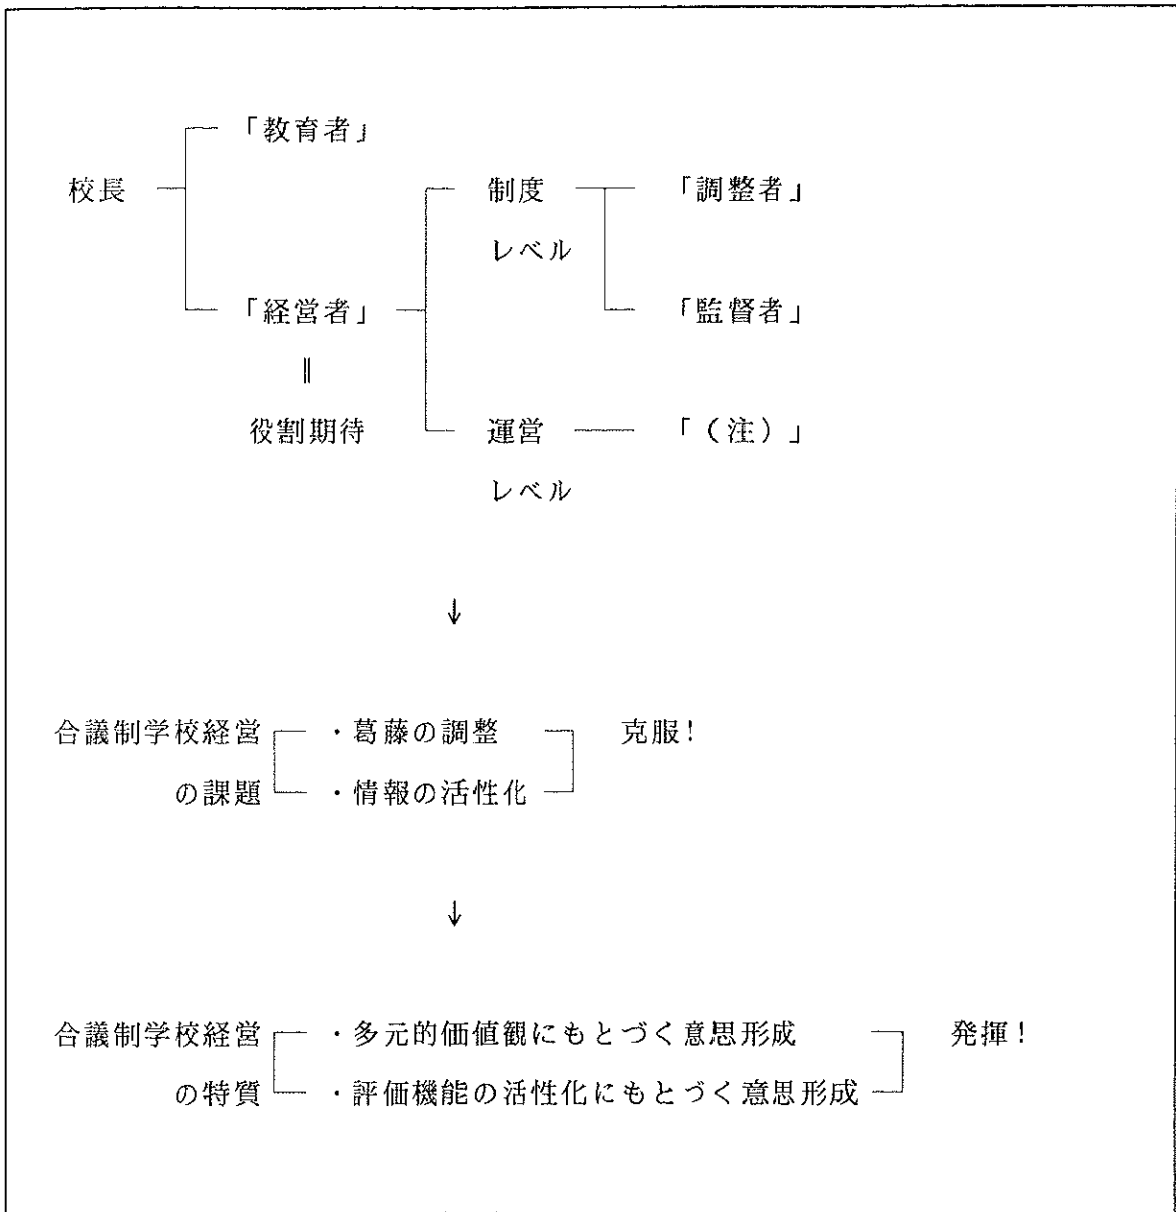 「教育者」
校長 制度 「調整者」
レベル
「経営者」 「監督者」
‖
役割期待 運営 「(注)」
レベル
↓
合議制学校経営 ・葛藤の調整 克服!
の課題 ・情報の活性化
↓
合議制学校経営 ・多元的価値観にもとづく意思形成 発揮!
の特質 ・評価機能の活性化にもとづく意思形成